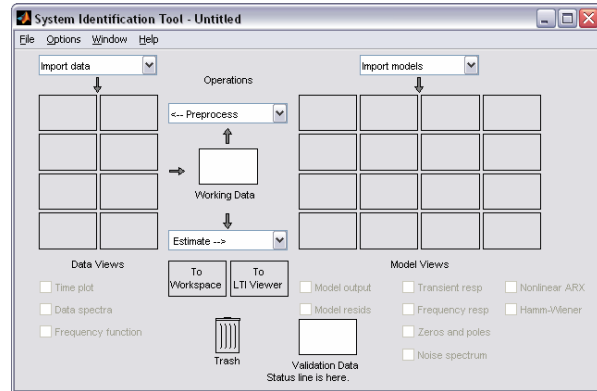 System Identification Tool - Untitled
File Options Window Help
Import data
Import models
Operations
<-- Preprocess
Working Data
Estimate -->
Data Views
To Workspace
To LTI Viewer
Model Views
Time plot
Data spectra
Frequency function
Model output
Model resids
Transient resp
Frequency resp
Zeros and poles
Noise spectrum
Nonlinear ARX
Hamm-Wiener
Trash
Validation Data
Status line is here.